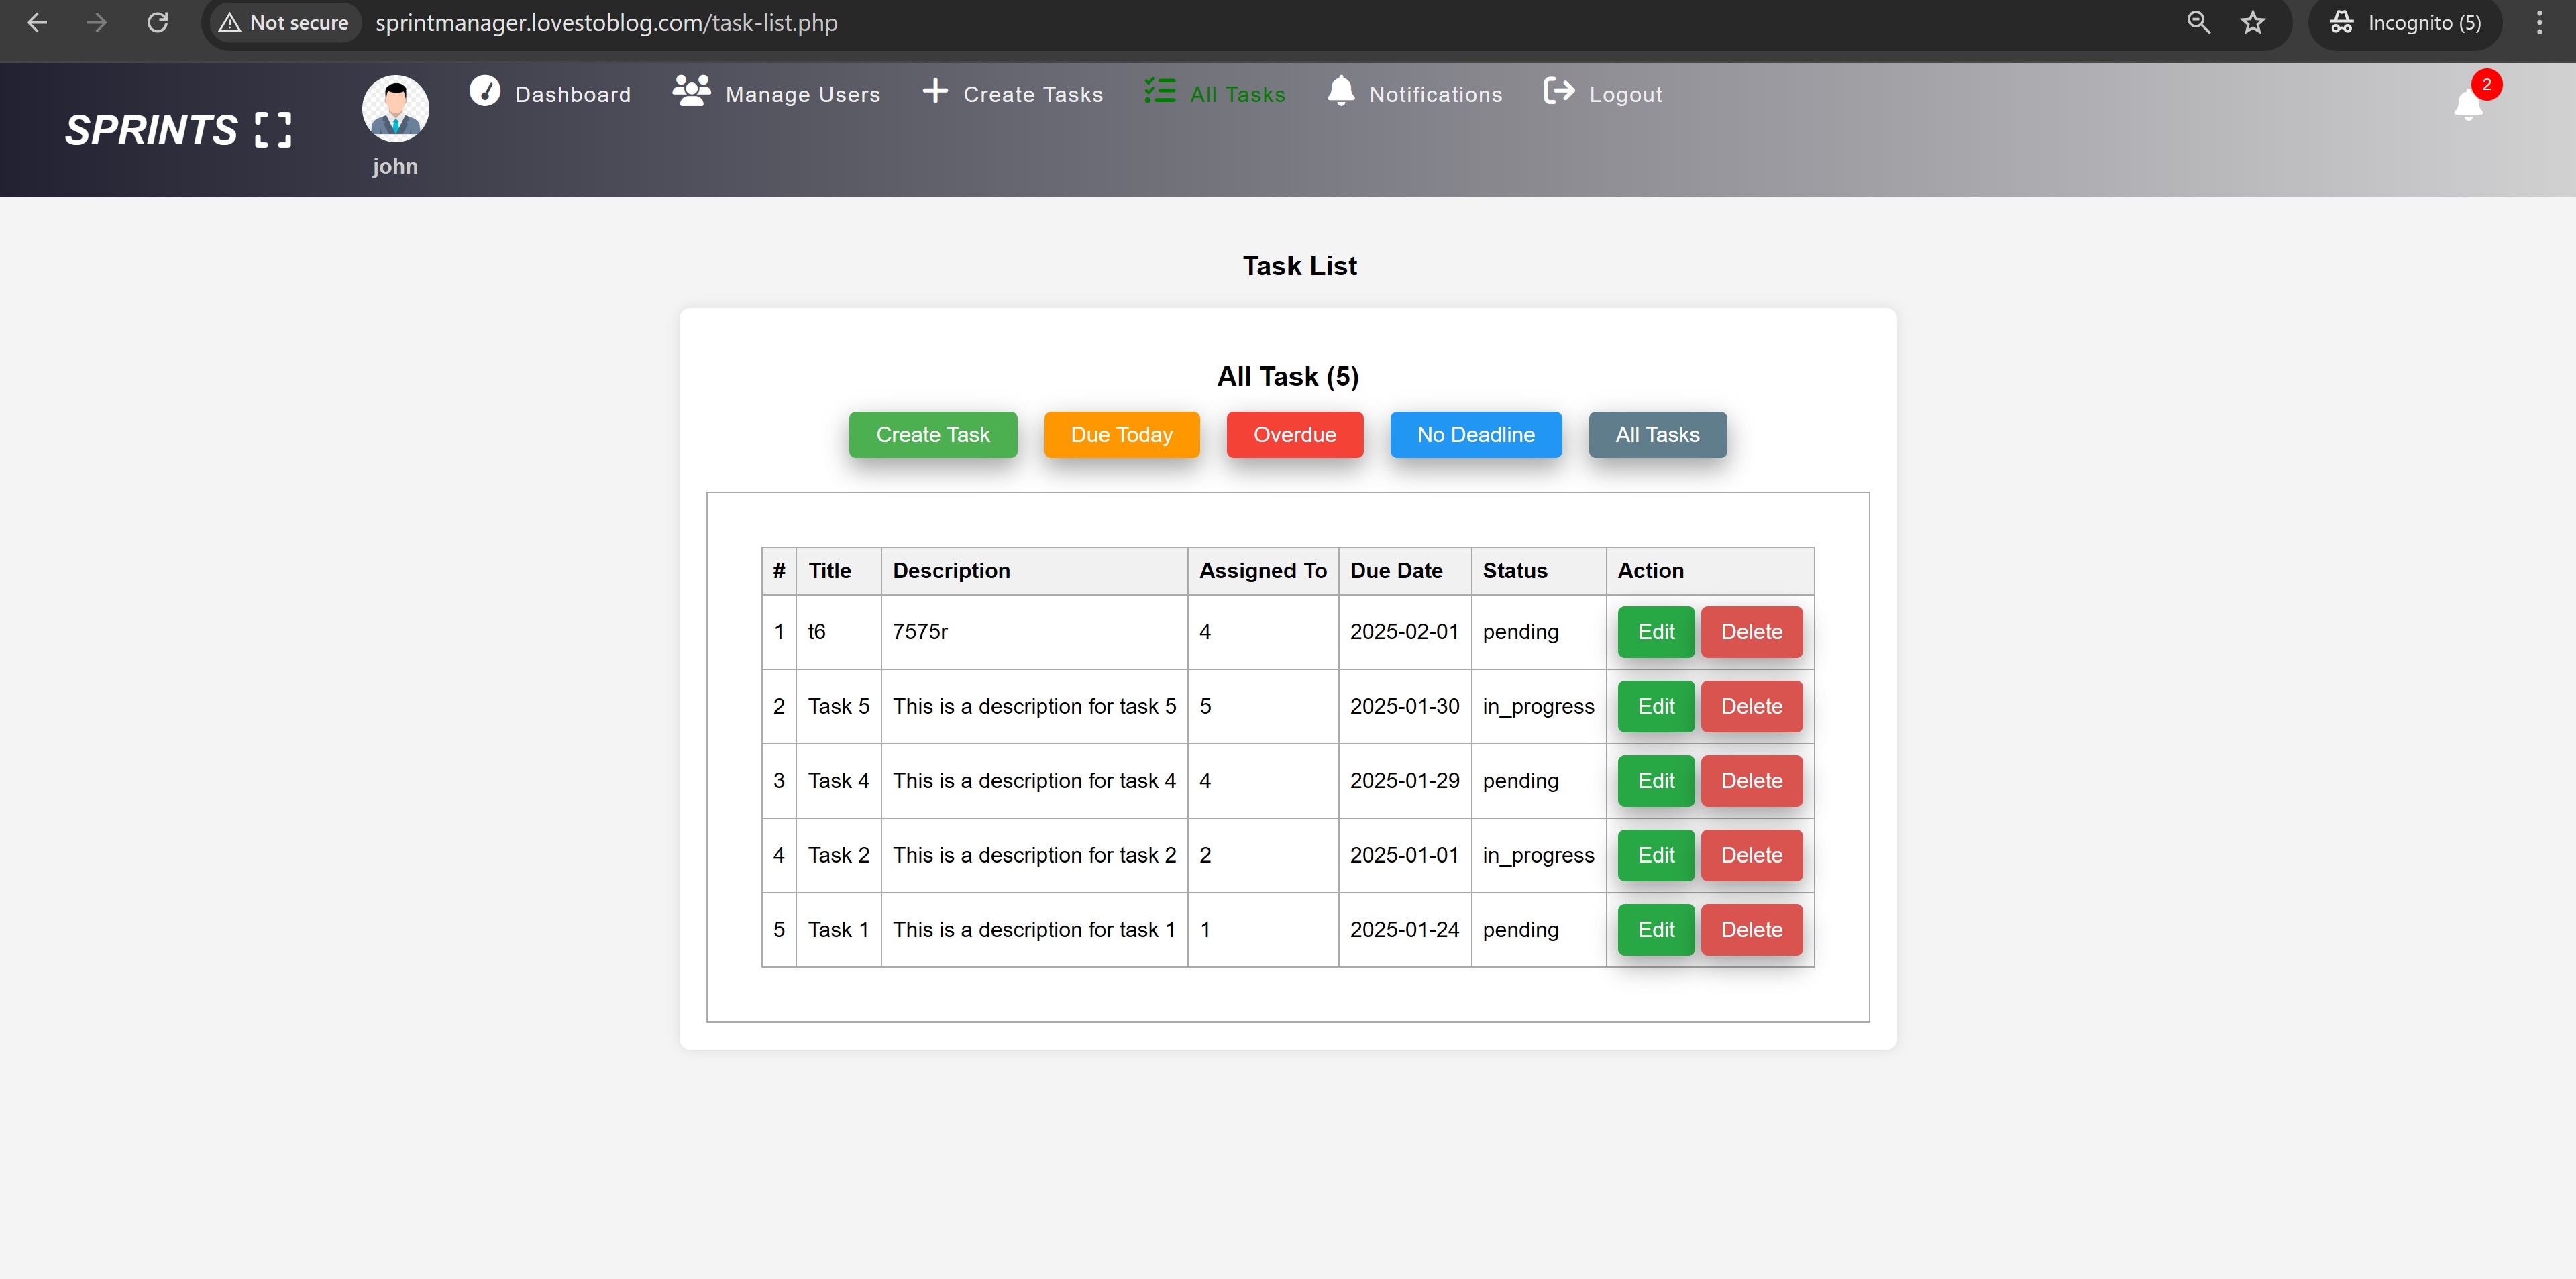 Not secure sprintmanager.lovestoblog.com/task-list.php Incognito (5)
SPRINTS
john
Dashboard Manage Users Create Tasks All Tasks Notifications Logout 2
Task List
All Task (5)
Create Task Due Today Overdue No Deadline All Tasks
# Title Description Assigned To Due Date Status Action
1 t6 7575r 4 2025-02-01 pending Edit Delete
2 Task 5 This is a description for task 5 5 2025-01-30 in_progress Edit Delete
3 Task 4 This is a description for task 4 4 2025-01-29 pending Edit Delete
4 Task 2 This is a description for task 2 2 2025-01-01 in_progress Edit Delete
5 Task 1 This is a description for task 1 1 2025-01-24 pending Edit Delete